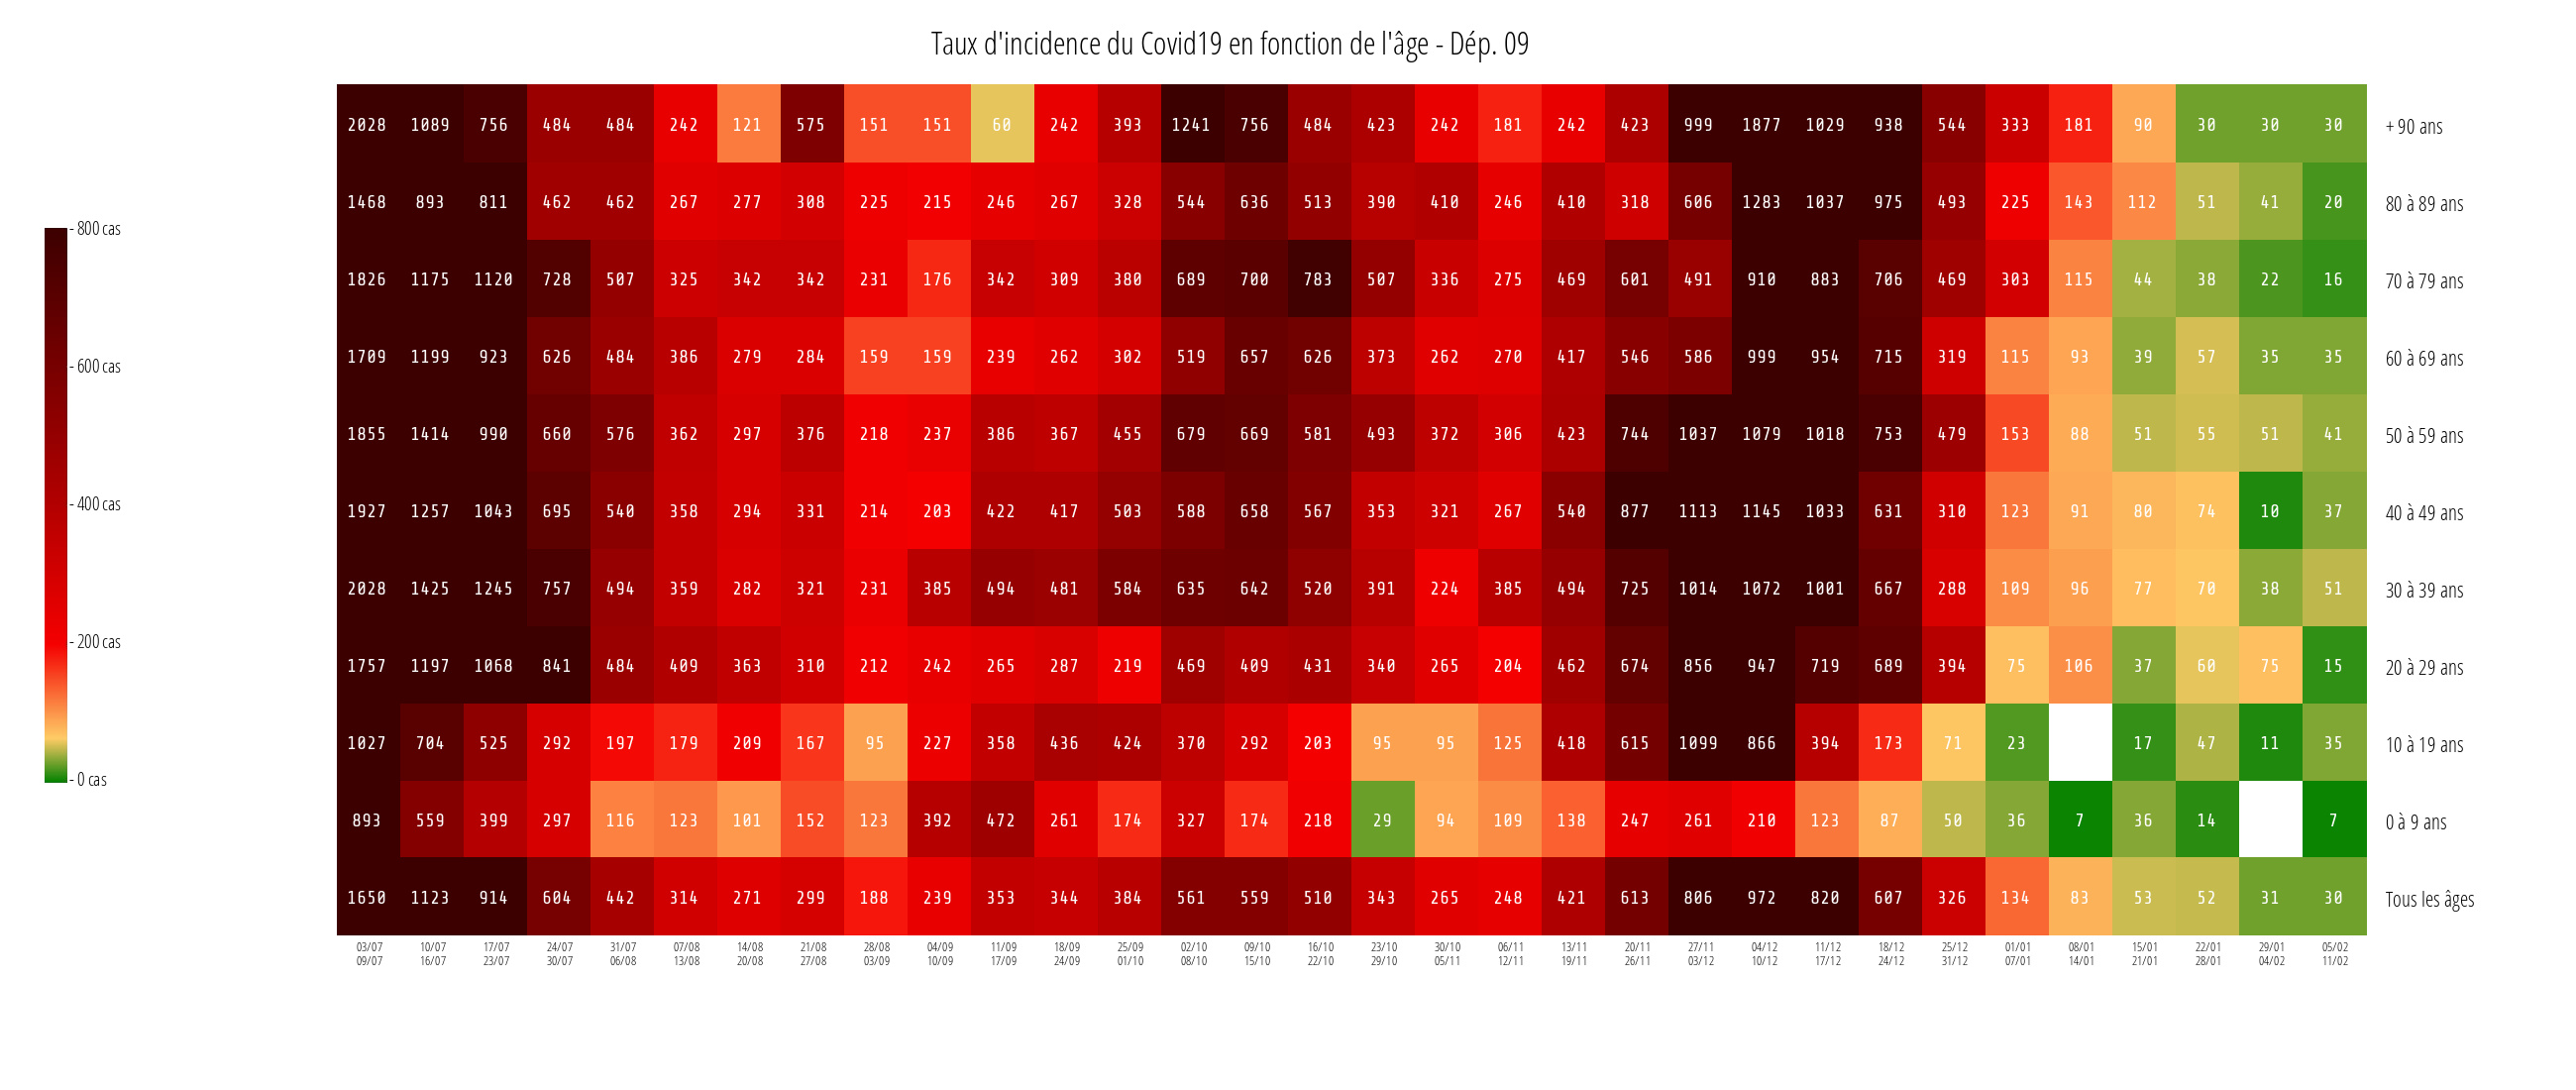 Taux d'incidence du Covid19 en fonction de l'âge - Dép. 09
2028 1089 756 484 484 242 121 575 151 151 60 242 393 1241 756 484 423 242 181 242 423 999 1877 1029 938 544 333 181 90 30 30 30 + 90 ans
1468 893 811 462 462 267 277 308 225 215 246 267 328 544 636 513 390 410 246 410 318 606 1283 1037 975 493 225 143 112 51 41 20 80 à 89 ans
1826 1175 1120 728 507 325 342 342 231 176 342 309 380 689 700 783 507 336 275 469 601 491 910 883 706 469 303 115 44 38 22 16 70 à 79 ans
1709 1199 923 626 484 386 279 284 159 159 239 262 302 519 657 626 373 262 270 417 546 586 999 954 715 319 115 93 39 57 35 35 60 à 69 ans
1855 1414 990 660 576 362 297 376 218 237 386 367 455 679 669 581 493 372 306 423 744 1037 1079 1018 753 479 153 88 51 55 51 41 50 à 59 ans
1927 1257 1043 695 540 358 294 331 214 203 422 417 503 588 658 567 353 321 267 540 877 1113 1145 1033 631 310 123 91 80 74 10 37 40 à 49 ans
2028 1425 1245 757 494 359 282 321 231 385 494 481 584 635 642 520 391 224 385 494 725 1014 1072 1001 667 288 109 96 77 70 38 51 30 à 39 ans
1757 1197 1068 841 484 409 363 310 212 242 265 287 219 469 409 431 340 265 204 462 674 856 947 719 689 394 75 106 37 60 75 15 20 à 29 ans
1027 704 525 292 197 179 209 167 95 227 358 436 424 370 292 203 95 95 125 418 615 1099 866 394 173 71 23 17 47 11 35 10 à 19 ans
893 559 399 297 116 123 101 152 123 392 472 261 174 327 174 218 29 94 109 138 247 261 210 123 87 50 36 7 36 14 7 0 à 9 ans
1650 1123 914 604 442 314 271 299 188 239 353 344 384 561 559 510 343 265 248 421 613 806 972 820 607 326 134 83 53 52 31 30 Tous les âges
03/07 10/07 17/07 24/07 31/07 07/08 14/08 21/08 28/08 04/09 11/09 18/09 25/09 02/10 09/10 16/10 23/10 30/10 06/11 13/11 20/11 27/11 04/12 11/12 18/12 25/12 01/01 08/01 15/01 22/01 29/01 05/02
09/07 16/07 23/07 30/07 06/08 13/08 20/08 27/08 03/09 10/09 17/09 24/09 01/10 08/10 15/10 22/10 29/10 05/11 12/11 19/11 26/11 03/12 10/12 17/12 24/12 31/12 07/01 14/01 21/01 28/01 04/02 11/02
- 800 cas
- 600 cas
- 400 cas
- 200 cas
- 0 cas